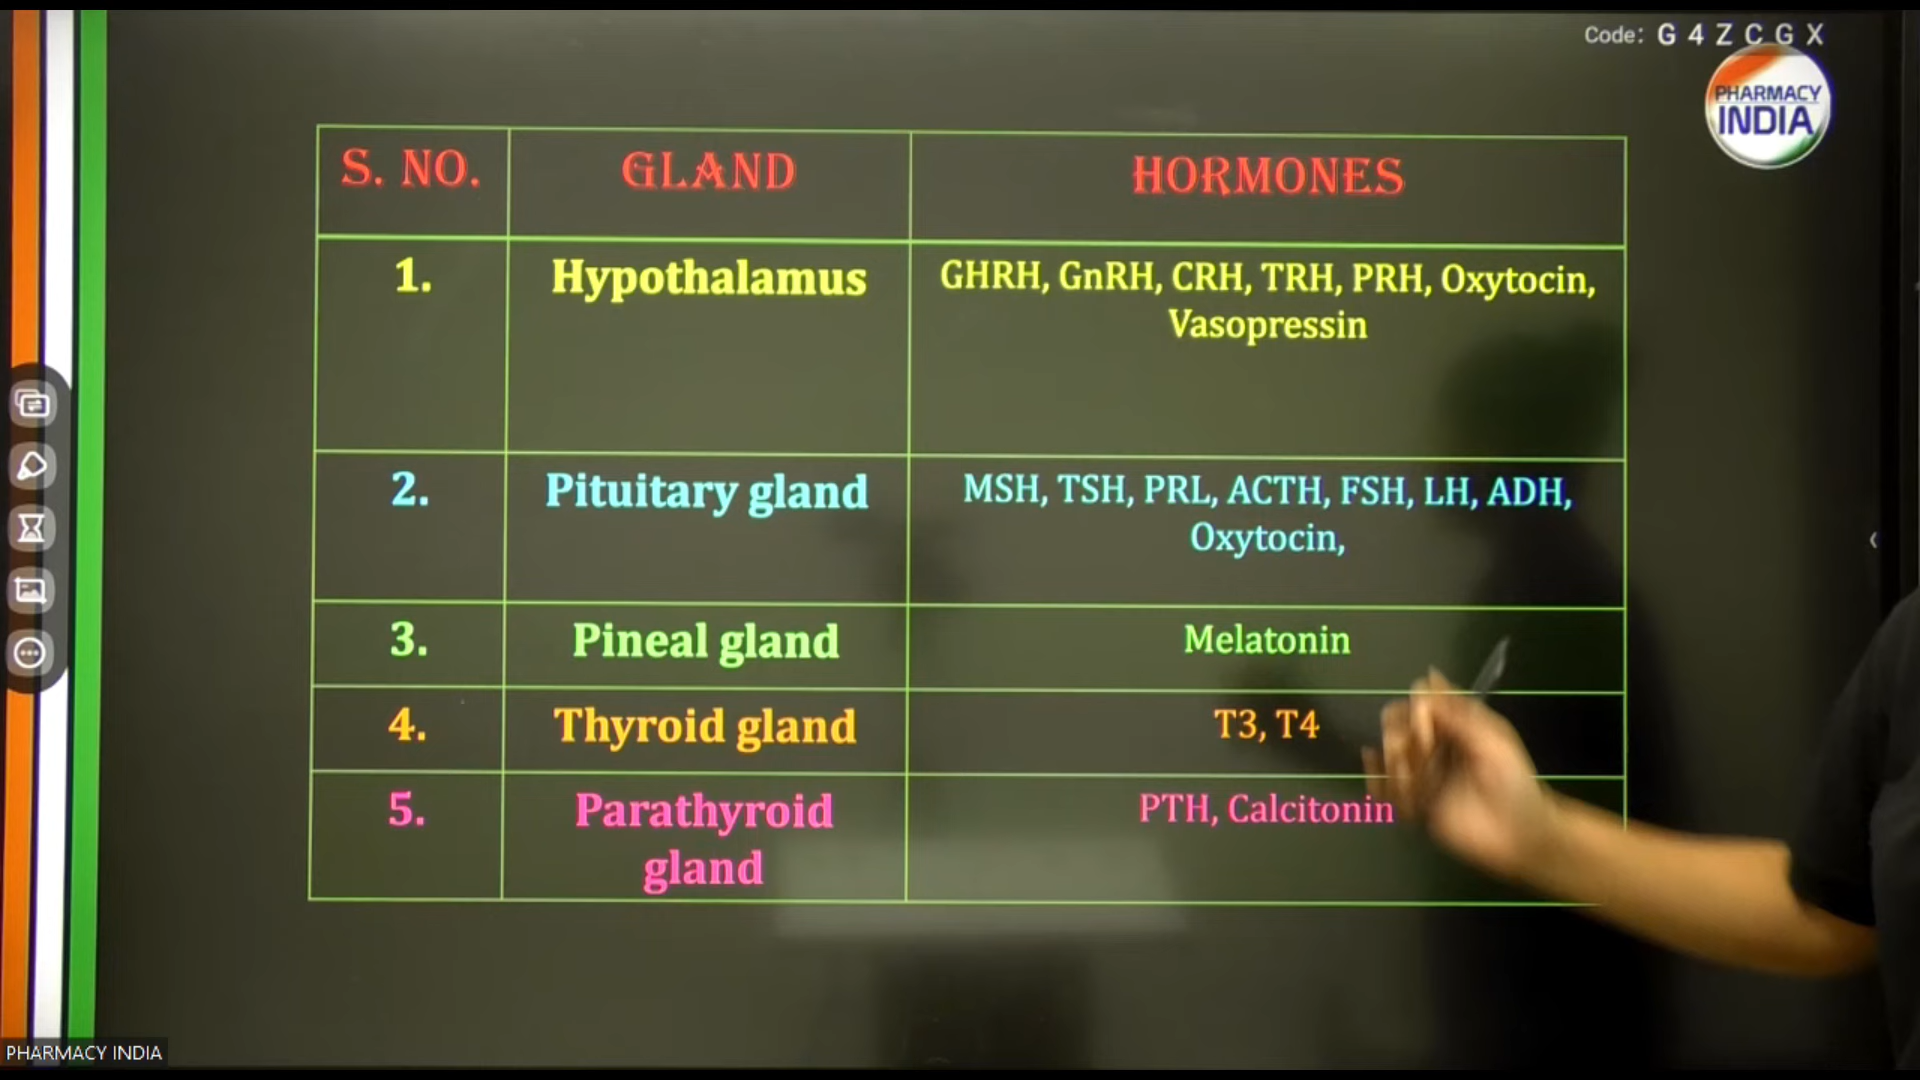 Code: G 4 Z C G X
PHARMACY
INDIA
S. NO. GLAND HORMONES
1. Hypothalamus GHRH, GnRH, CRH, TRH, PRH, Oxytocin,
Vasopressin
2. Pituitary gland MSH, TSH, PRL, ACTH, FSH, LH, ADH,
Oxytocin,
3. Pineal gland Melatonin
4. Thyroid gland T3, T4
5. Parathyroid PTH, Calcitonin
gland
PHARMACY INDIA